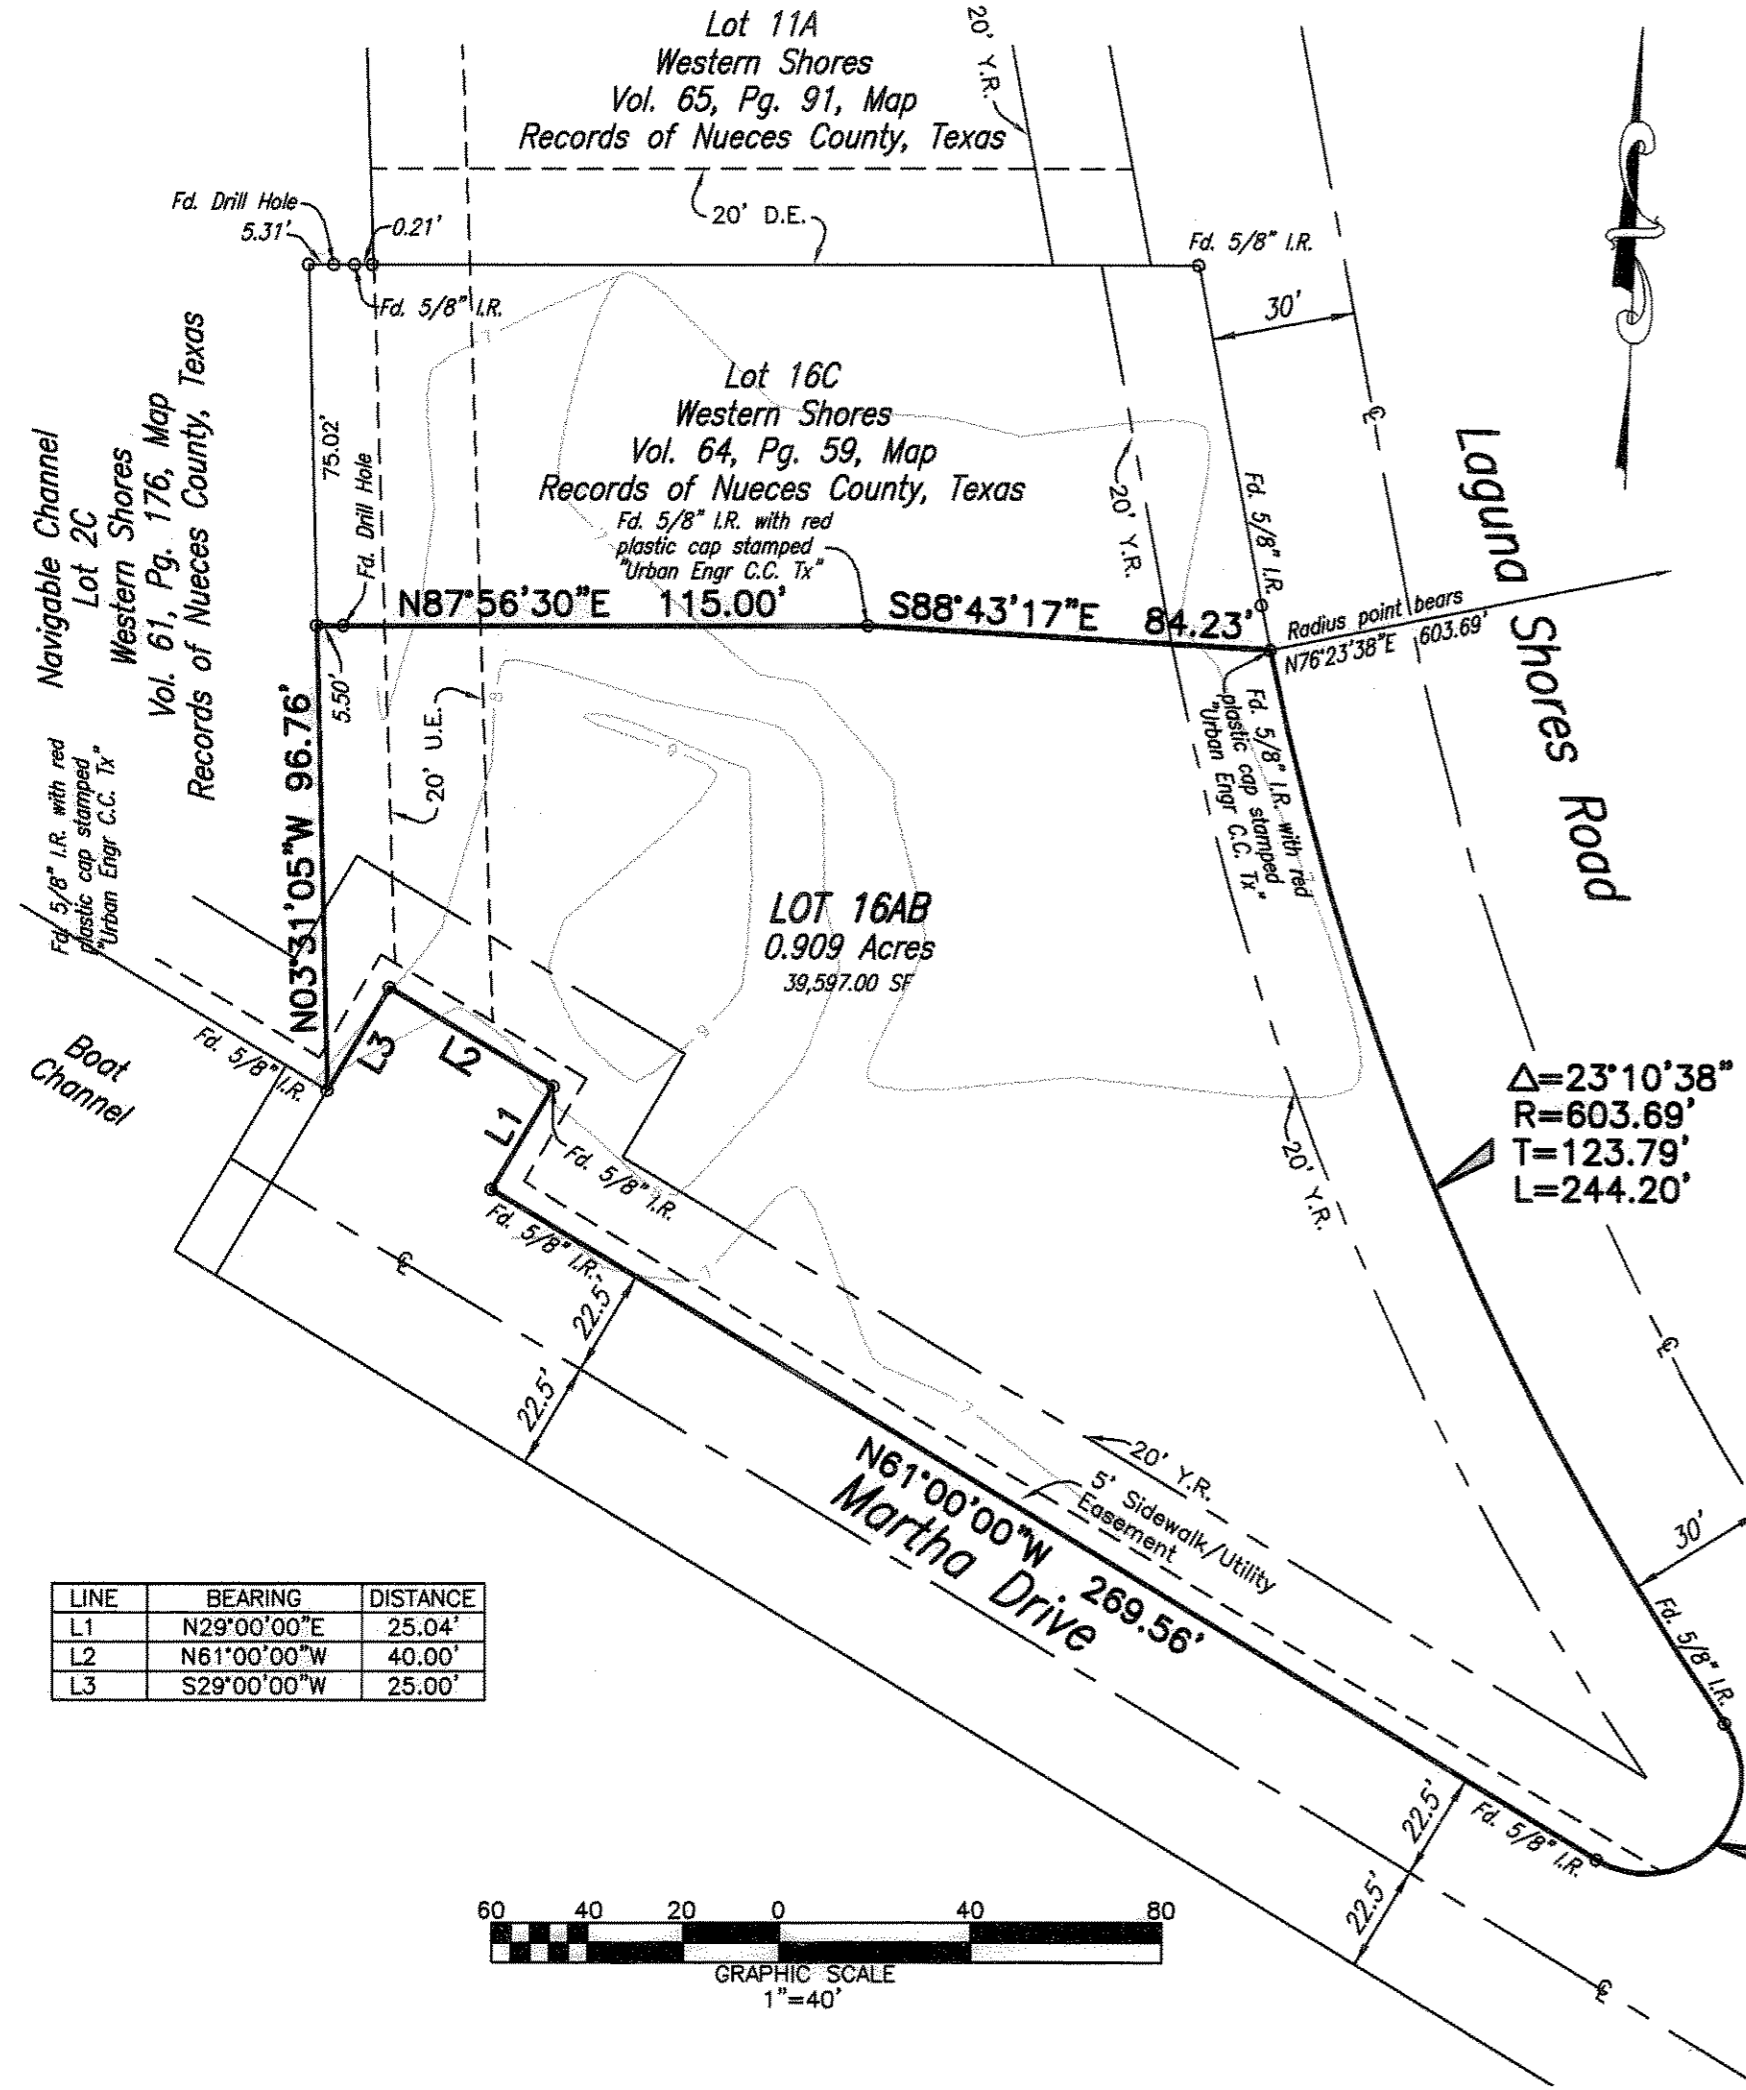 Lot 11A
Western Shores
Vol. 65, Pg. 91, Map
Records of Nueces County, Texas
20' Y.R.
Fd. Drill Hole
5.31'
0.21'
20' D.E.
Fd. 5/8" I.R.
Fd. 5/8" I.R.
30'
75.02'
Fd. Drill Hole
Lot 16C
Western Shores
Vol. 64, Pg. 59, Map
Records of Nueces County, Texas
Fd. 5/8" I.R. with red
plastic cap stamped
"Urban Engr C.C. Tx"
20' Y.R.
Fd. 5/8" I.R.
Navigable Channel
Lot 2C
Western Shores
Vol. 61, Pg. 176, Map
Records of Nueces County, Texas
N87°56'30"E 115.00'
S88°43'17"E 84.23'
Radius point bears
N76°23'38"E 603.69'
Laguna Shores Road
5.50'
20' U.E.
N03°31'05"W 96.76'
Fd. 5/8" I.R. with red
plastic cap stamped
"Urban Engr C.C. Tx"
Fd. 5/8" I.R. with red
plastic cap stamped
"Urban Engr C.C. Tx"
LOT 16AB
0.909 Acres
39,597.00 SF
Boat
Channel
Fd. 5/8" I.R.
L3
L2
L1
Fd. 5/8" I.R.
Fd. 5/8" I.R.
20' Y.R.
Δ=23°10'38"
R=603.69'
T=123.79'
L=244.20'
℄
℄
℄
22.5'
22.5'
N61°00'00"W 269.56'
Martha Drive
20' Y.R.
5' Sidewalk/Utility
Easement
30'
Fd. 5/8" I.R.
LINE BEARING DISTANCE
L1 N29°00'00"E 25.04'
L2 N61°00'00"W 40.00'
L3 S29°00'00"W 25.00'
22.5'
22.5'
Fd. 5/8" I.R.
℄
60 40 20 0 40 80
GRAPHIC SCALE
1"=40'